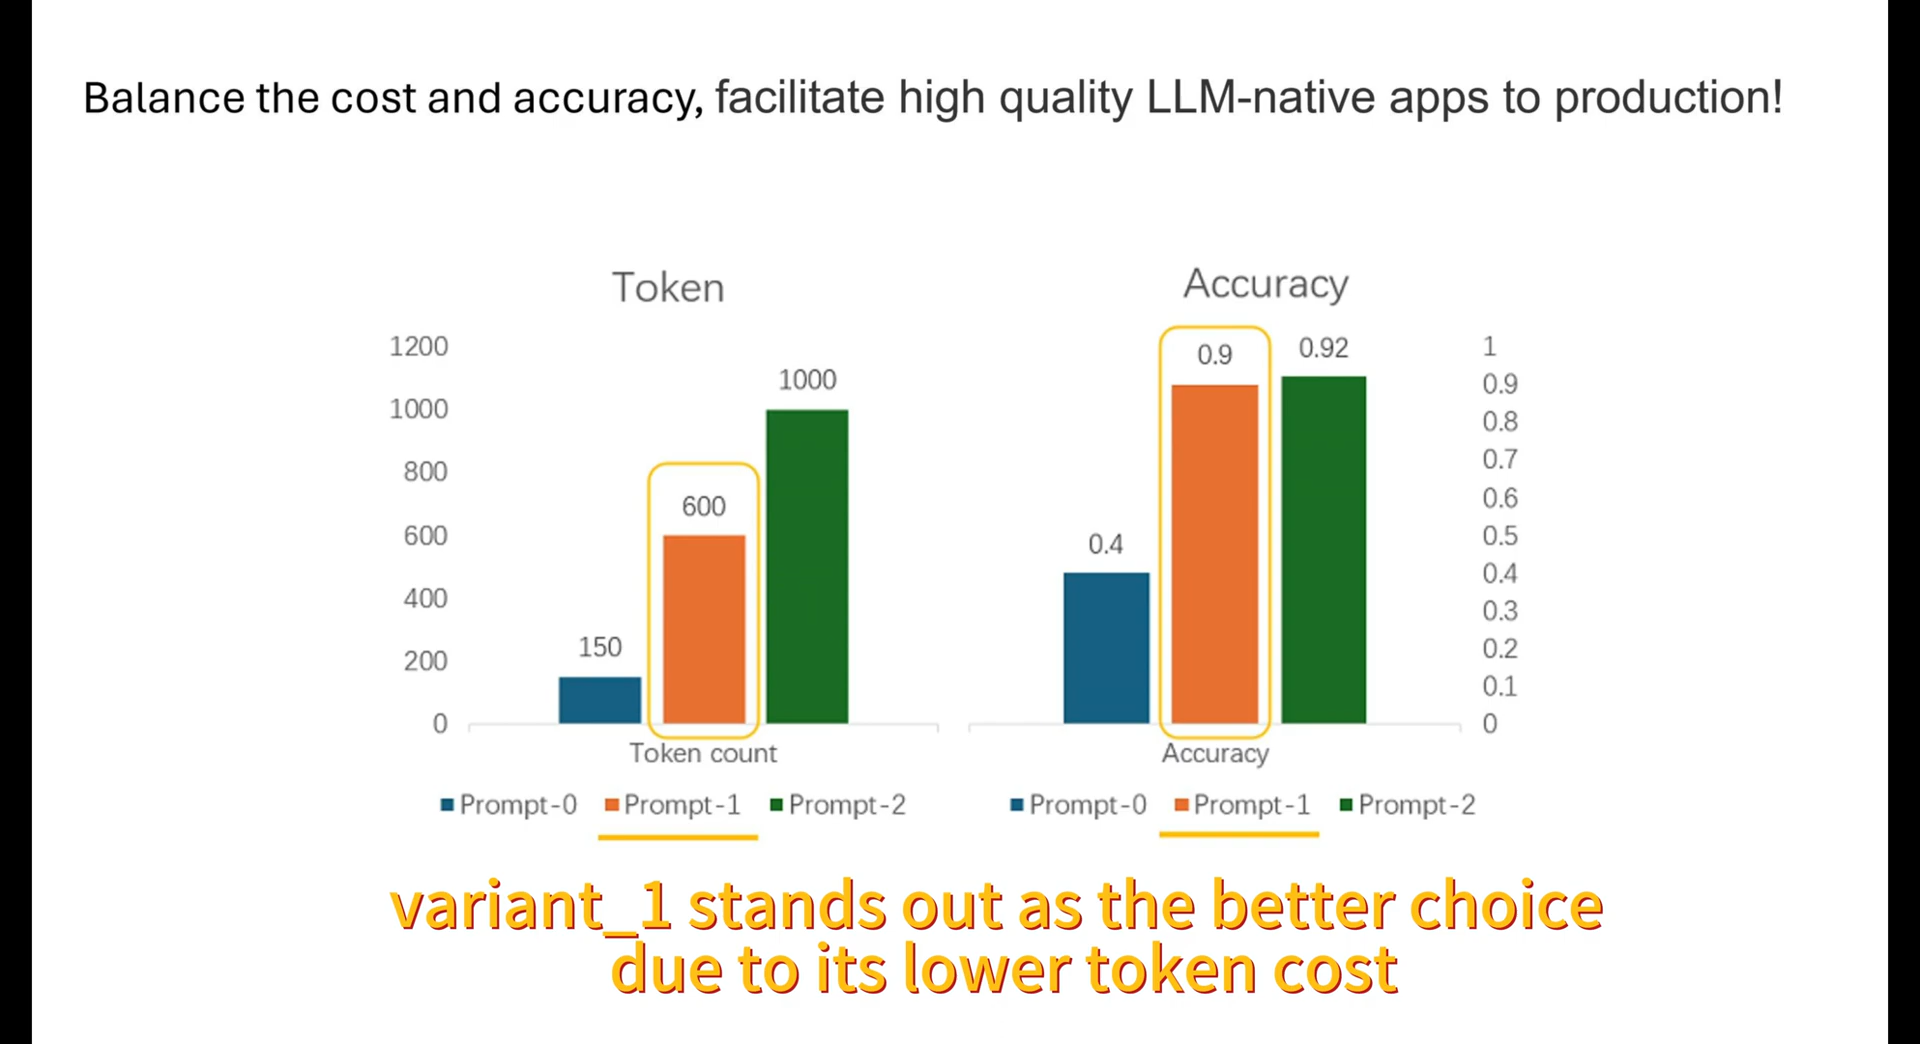 Balance the cost and accuracy, facilitate high quality LLM-native apps to production!
Token
1200
1000
800
600
400
200
0
150
600
1000
Token count
Prompt-0 Prompt-1 Prompt-2
Accuracy
0.4
0.9
0.92
1
0.9
0.8
0.7
0.6
0.5
0.4
0.3
0.2
0.1
0
Accuracy
Prompt-0 Prompt-1 Prompt-2
variant_1 stands out as the better choice
due to its lower token cost